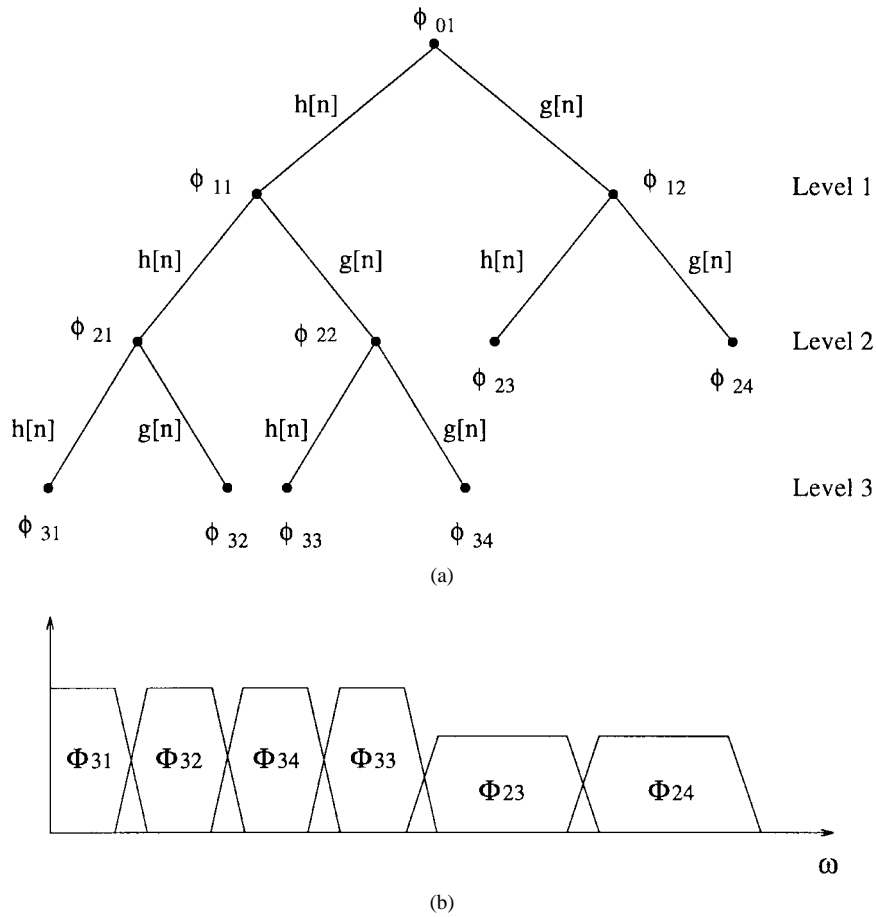 ϕ 01
h[n] g[n]
ϕ 11 ϕ 12 Level 1
h[n] g[n] h[n] g[n]
ϕ 21 ϕ 22 Level 2
ϕ 23 ϕ 24
h[n] g[n] h[n] g[n]
Level 3
ϕ 31 ϕ 32 ϕ 33 ϕ 34
(a)
Φ31 Φ32 Φ34 Φ33 Φ23 Φ24
ω
(b)